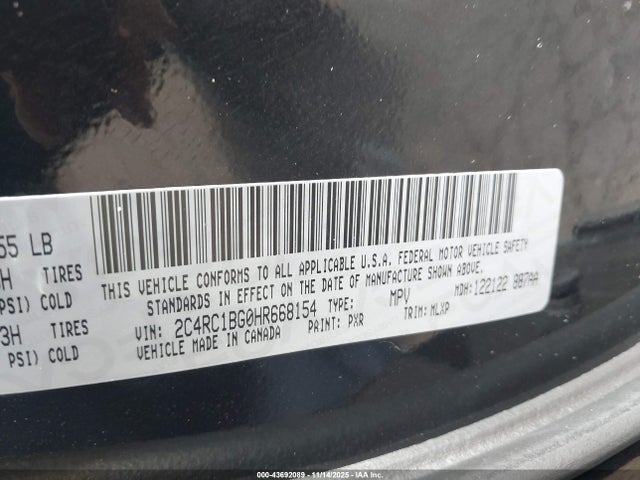 55 LB
H TIRES
PSI) COLD
3H TIRES
PSI) COLD
THIS VEHICLE CONFORMS TO ALL APPLICABLE U.S.A. FEDERAL MOTOR VEHICLE SAFETY
STANDARDS IN EFFECT ON THE DATE OF MANUFACTURE SHOWN ABOVE.
VIN: 2C4RC1BG0HR668154 TYPE: MPV MDH: 122122 887AA
VEHICLE MADE IN CANADA PAINT: PXR TRIM: MLXP
000-43692089 - 11/14/2025 - IAA Inc.